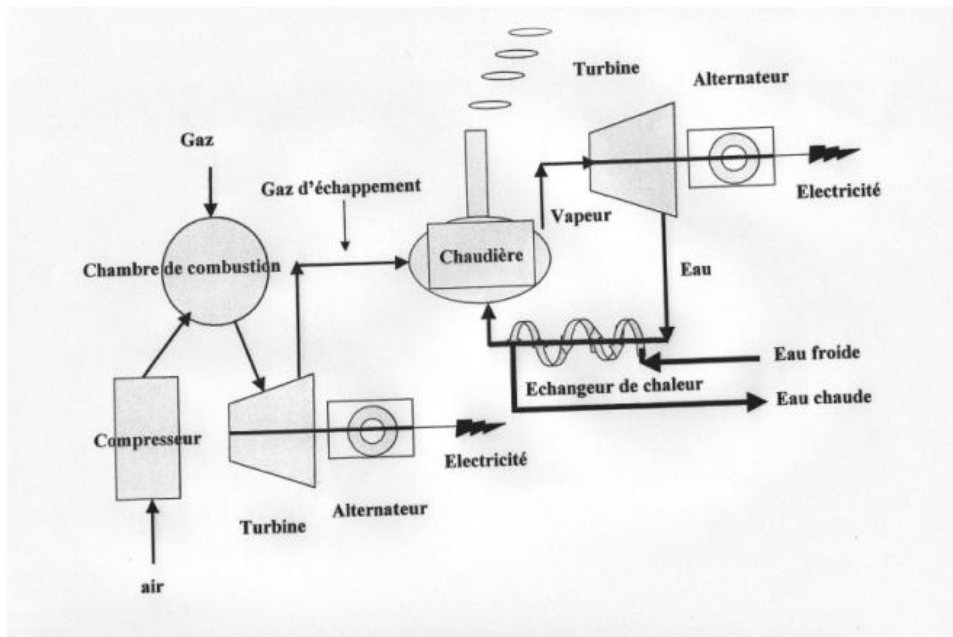 Turbine
Alternateur
Gaz
Gaz d'échappement
Electricité
Vapeur
Chaudière
Chambre de combustion
Eau
Eau froide
Echangeur de chaleur
Eau chaude
Compresseur
Electricité
Alternateur
Turbine
air